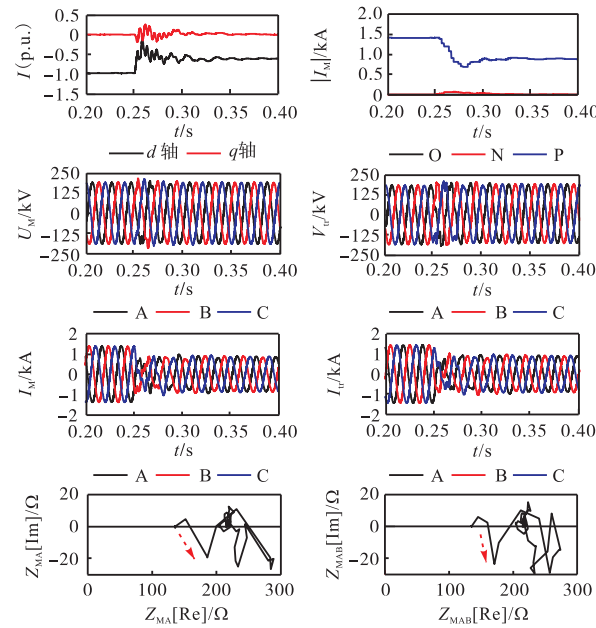 I (p.u.)
0.5
0
-0.5
-1.0
-1.5
0.20 0.25 0.30 0.35 0.40
t/s
d 轴 q轴
|I_M|/kA
2.0
1.5
1.0
0.5
0
0.20 0.25 0.30 0.35 0.40
t/s
O N P
U_M/kV
250
125
0
-125
-250
0.20 0.25 0.30 0.35 0.40
t/s
A B C
V_tr/kV
250
125
0
-125
-250
0.20 0.25 0.30 0.35 0.40
t/s
A B C
I_M/kA
2
1
0
-1
-2
0.20 0.25 0.30 0.35 0.40
t/s
A B C
I_tr/kA
2
1
0
-1
-2
0.20 0.25 0.30 0.35 0.40
t/s
A B C
Z_MA[Im]/Ω
20
0
-20
0 100 200 300
Z_MA[Re]/Ω
Z_MAB[Im]/Ω
20
0
-20
0 100 200 300
Z_MAB[Re]/Ω